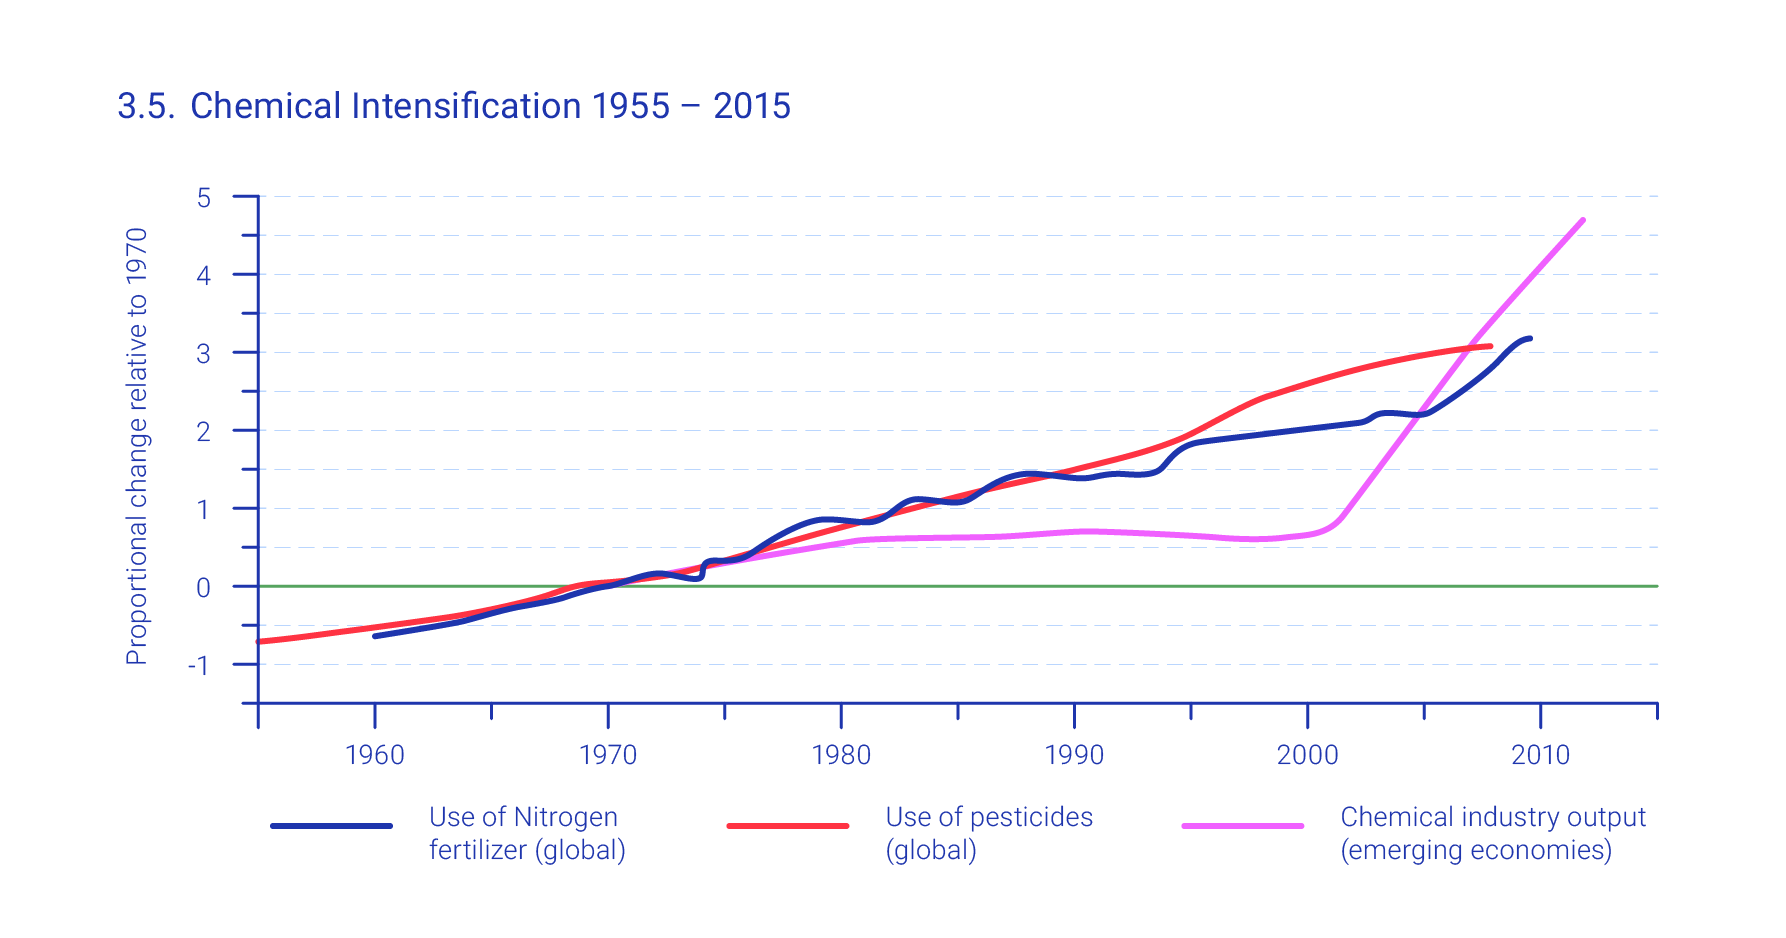 3.5. Chemical Intensification 1955 – 2015
Proportional change relative to 1970
5
4
3
2
1
0
-1
1960 1970 1980 1990 2000 2010
Use of Nitrogen
fertilizer (global)
Use of pesticides
(global)
Chemical industry output
(emerging economies)